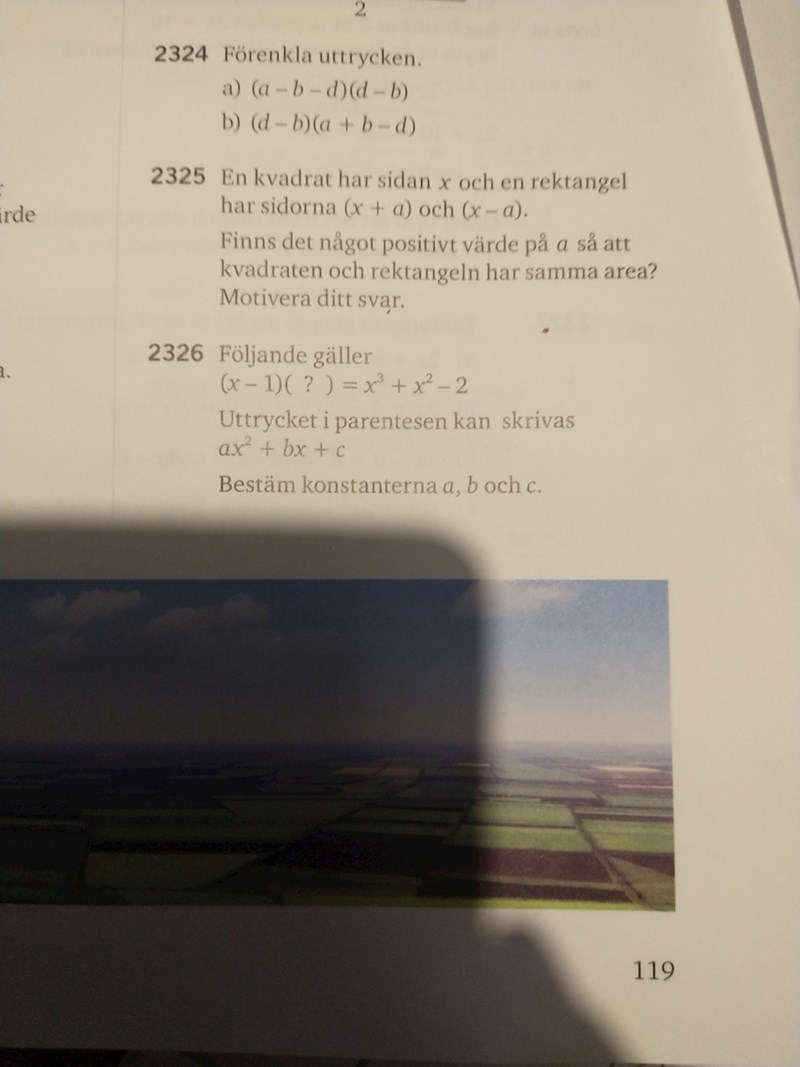 2
2324 Förenkla uttrycken.
a) (a – b – d)(d – b)
b) (d – b)(a + b – d)
2325 En kvadrat har sidan x och en rektangel
har sidorna (x + a) och (x – a).
Finns det något positivt värde på a så att
kvadraten och rektangeln har samma area?
Motivera ditt svar.
2326 Följande gäller
(x – 1)( ? ) = x³ + x² – 2
Uttrycket i parentesen kan skrivas
ax² + bx + c
Bestäm konstanterna a, b och c.
119